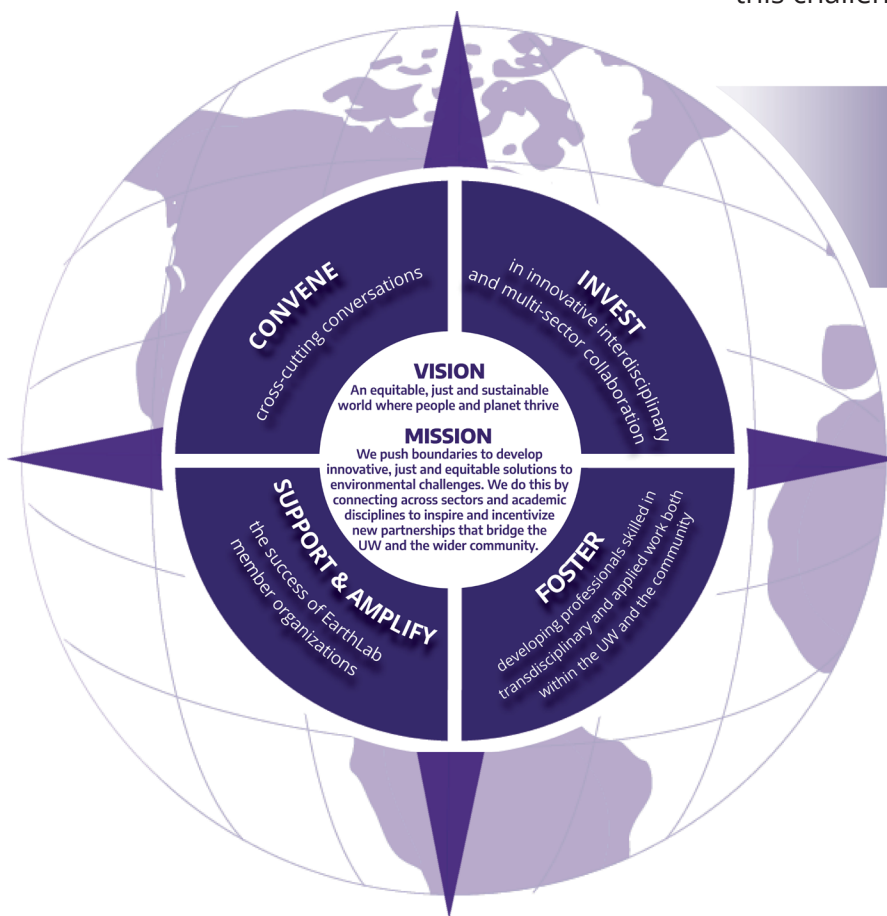 this challen
CONVENE
cross-cutting conversations
INVEST
in innovative interdisciplinary
and multi-sector collaboration
VISION
An equitable, just and sustainable
world where people and planet thrive
MISSION
We push boundaries to develop
innovative, just and equitable solutions to
environmental challenges. We do this by
connecting across sectors and academic
disciplines to inspire and incentivize
new partnerships that bridge the
UW and the wider community.
SUPPORT & AMPLIFY
the success of EarthLab
member organizations
FOSTER
developing professionals skilled in
transdisciplinary and applied work both
within the UW and the community